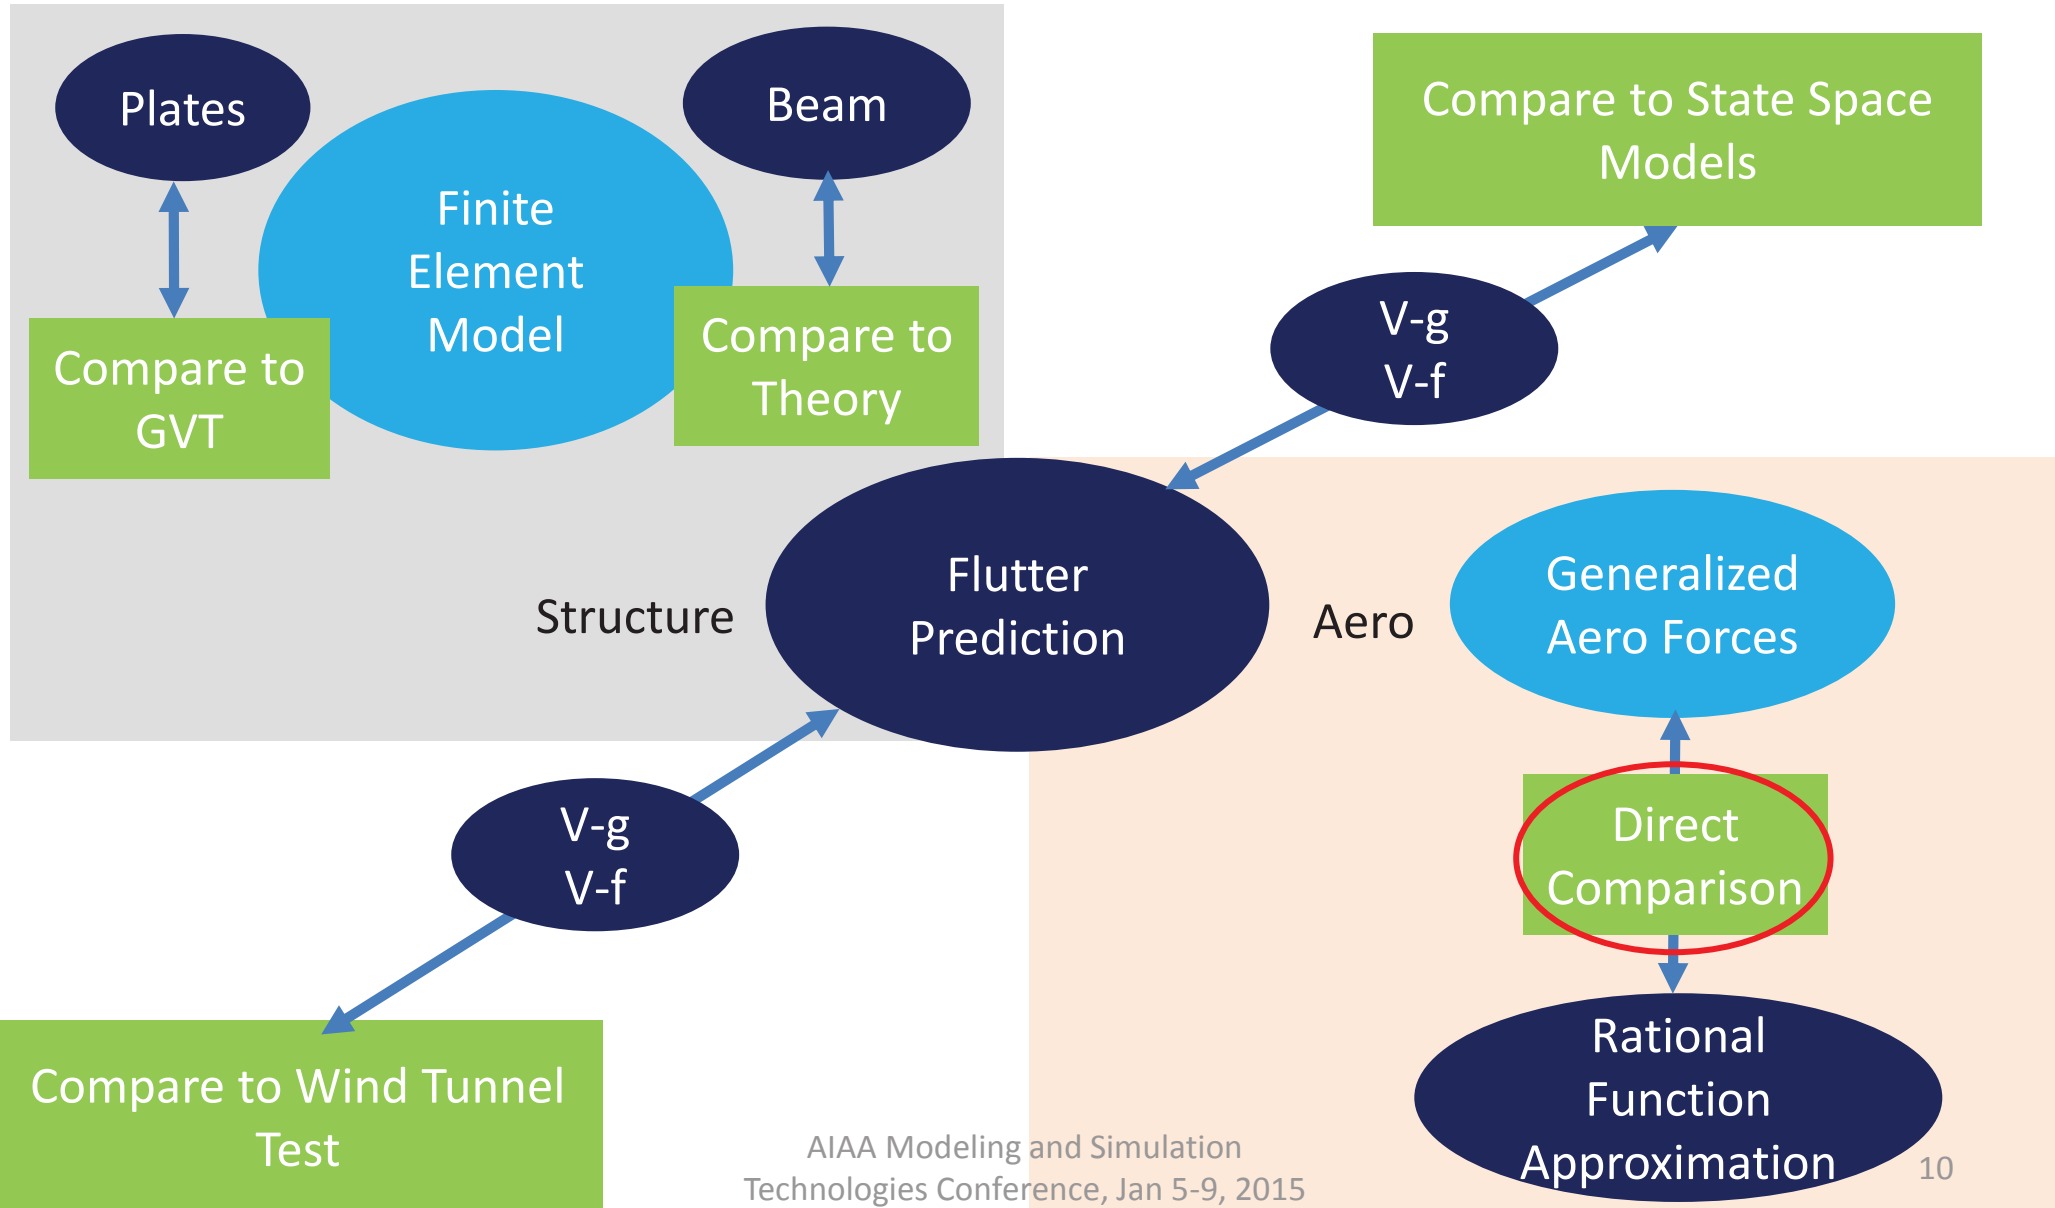 Plates
Beam
Finite
Element
Model
Compare to
GVT
Compare to
Theory
Compare to State Space
Models
V-g
V-f
Structure
Flutter
Prediction
Aero
Generalized
Aero Forces
Direct
Comparison
Rational
Function
Approximation
V-g
V-f
Compare to Wind Tunnel
Test
AIAA Modeling and Simulation
Technologies Conference, Jan 5-9, 2015
10